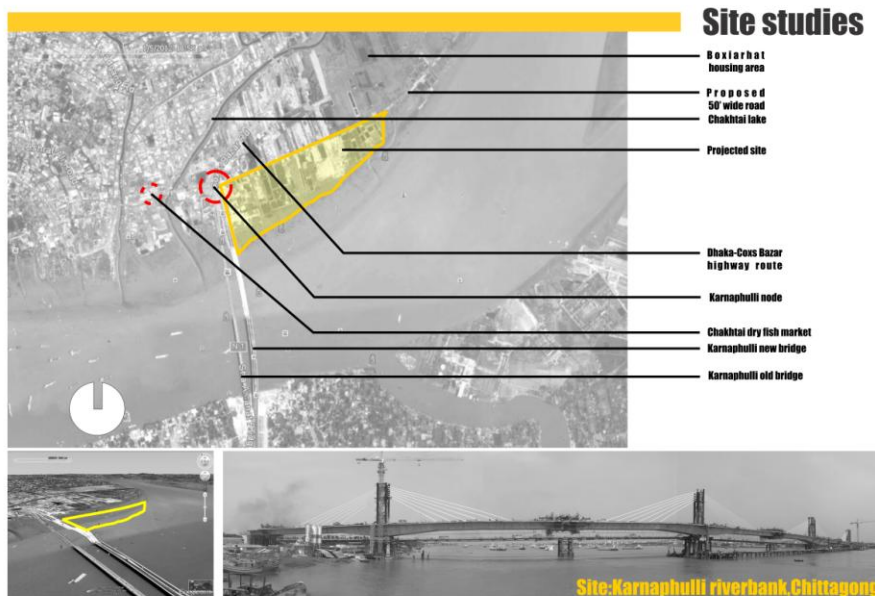 Site studies
Boxiarhat
housing area
Proposed
50' wide road
Chakhtai lake
Projected site
Dhaka-Coxs Bazar
highway route
Karnaphulli node
Chakhtai dry fish market
Karnaphulli new bridge
Karnaphulli old bridge
Site:Karnaphulli riverbank,Chittagong